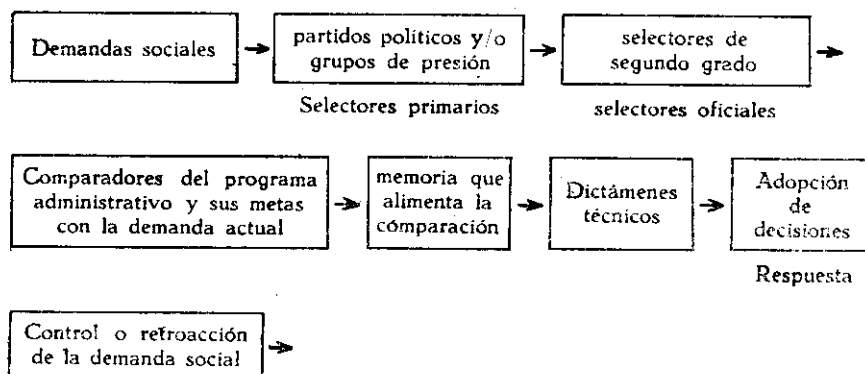 Demandas sociales
partidos políticos y/o
grupos de presión
Selectores primarios
selectores de
segundo grado
selectores oficiales
Comparadores del programa
administrativo y sus metas
con la demanda actual
memoria que
alimenta la
comparación
Dictámenes
técnicos
Adopción
de
decisiones
Respuesta
Control o retroacción
de la demanda social